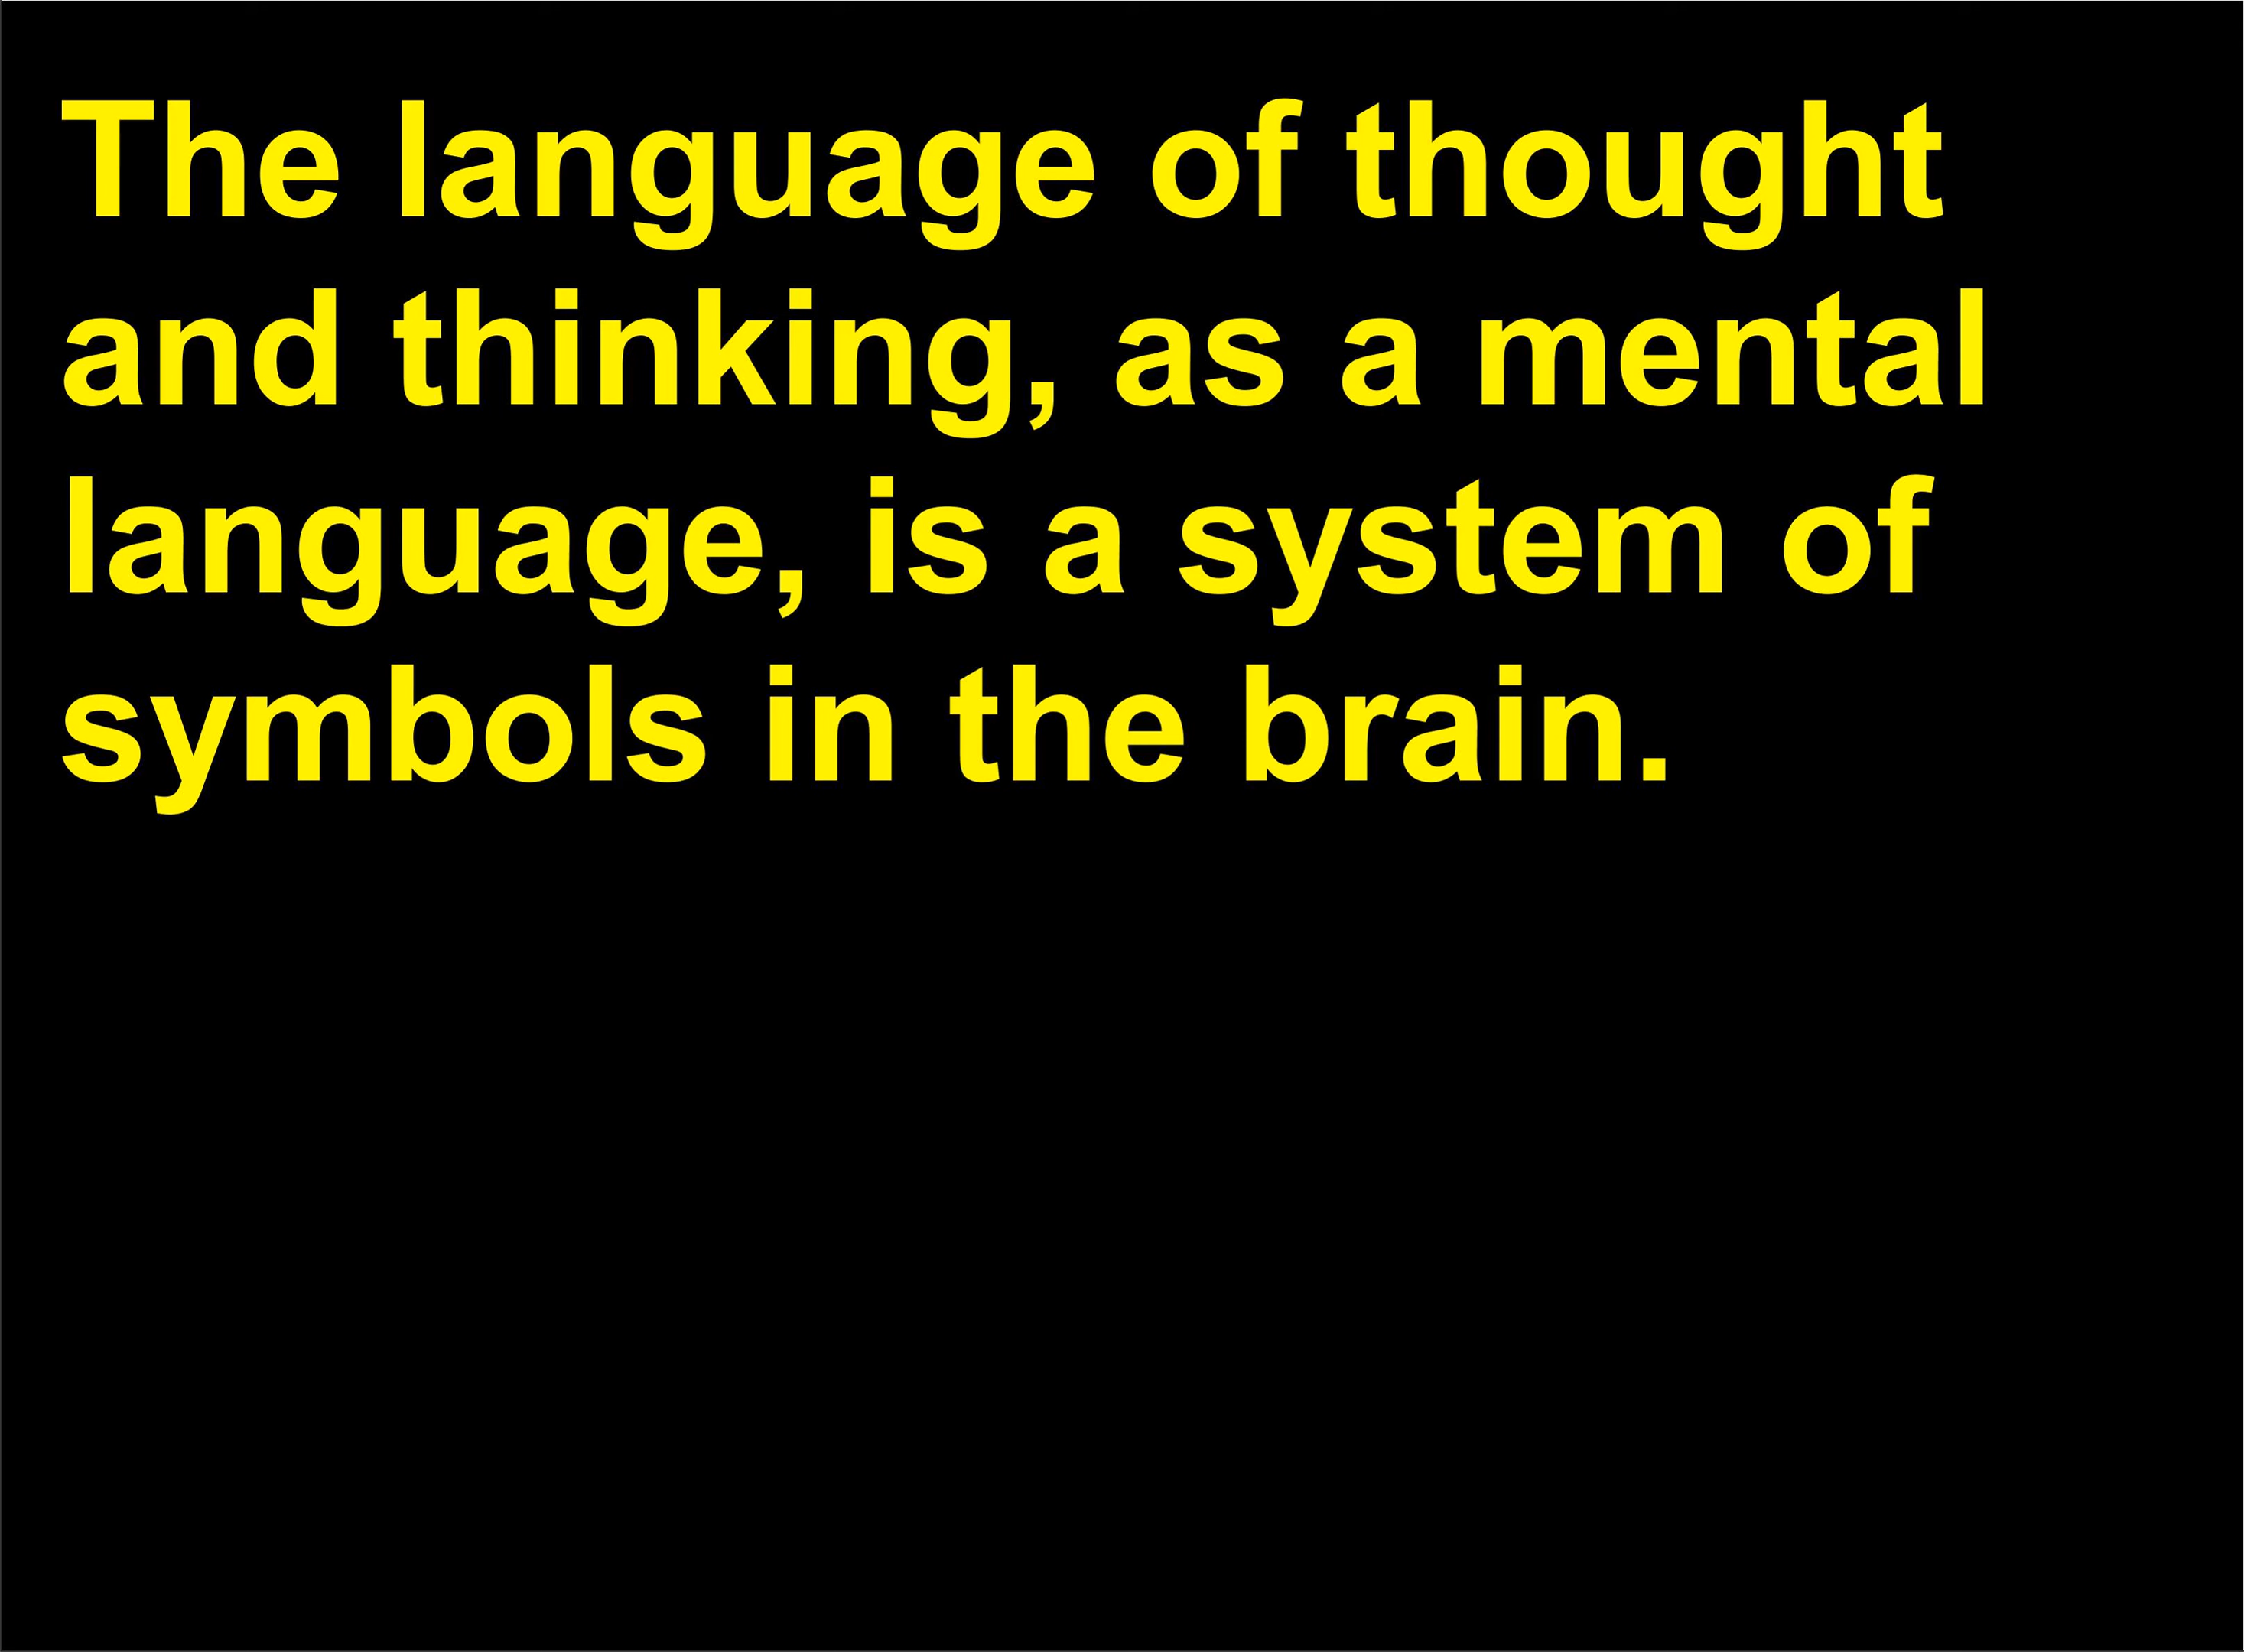 The language of thought
and thinking, as a mental
language, is a system of
symbols in the brain.